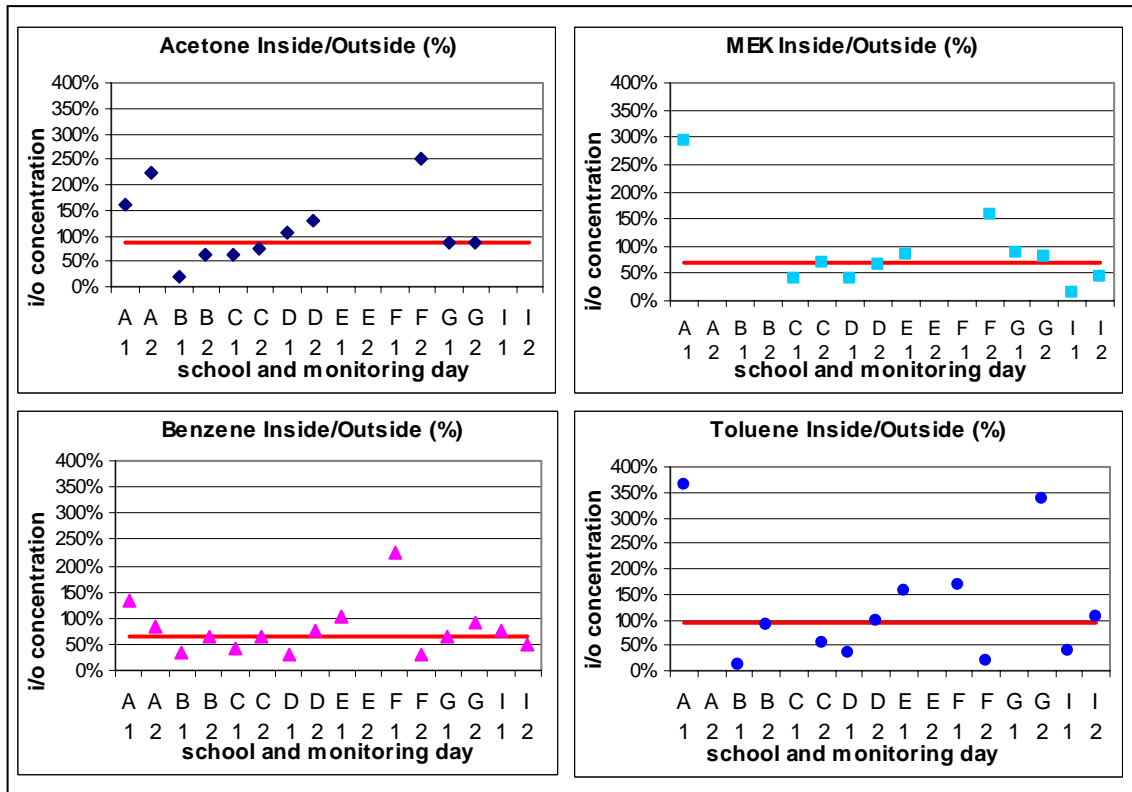 Acetone Inside/Outside (%)
400%
350%
300%
250%
200%
150%
100%
50%
0%
i/o concentration
A A B B C C D D E E F F G G I I
1 2 1 2 1 2 1 2 1 2 1 2 1 2 1 2
school and monitoring day
MEK Inside/Outside (%)
400%
350%
300%
250%
200%
150%
100%
50%
0%
i/o concentration
A A B B C C D D E E F F G G I I
1 2 1 2 1 2 1 2 1 2 1 2 1 2 1 2
school and monitoring day
Benzene Inside/Outside (%)
400%
350%
300%
250%
200%
150%
100%
50%
0%
i/o concentration
A A B B C C D D E E F F G G I I
1 2 1 2 1 2 1 2 1 2 1 2 1 2 1 2
school and monitoring day
Toluene Inside/Outside (%)
400%
350%
300%
250%
200%
150%
100%
50%
0%
i/o concentration
A A B B C C D D E E F F G G I I
1 2 1 2 1 2 1 2 1 2 1 2 1 2 1 2
school and monitoring day